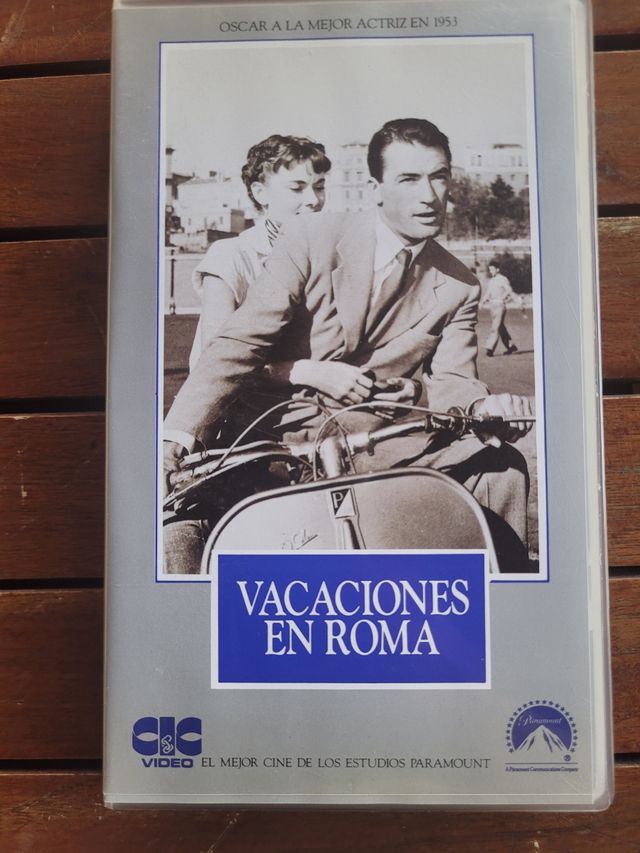 OSCAR A LA MEJOR ACTRIZ EN 1953
P
VACACIONES
EN ROMA
CIC
VIDEO
EL MEJOR CINE DE LOS ESTUDIOS PARAMOUNT
Paramount
®
A Paramount Communications Company